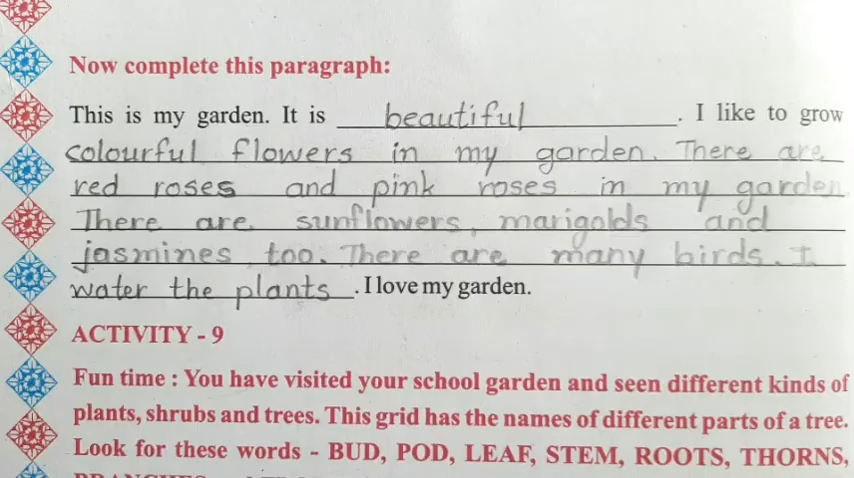 Now complete this paragraph:
This is my garden. It is beautiful. I like to grow
colourful flowers in my garden. There are
red roses and pink roses in my garden
There are sunflowers, marigolds and
jasmines too. There are many birds. I
water the plants. I love my garden.
ACTIVITY - 9
Fun time : You have visited your school garden and seen different kinds of
plants, shrubs and trees. This grid has the names of different parts of a tree.
Look for these words - BUD, POD, LEAF, STEM, ROOTS, THORNS,